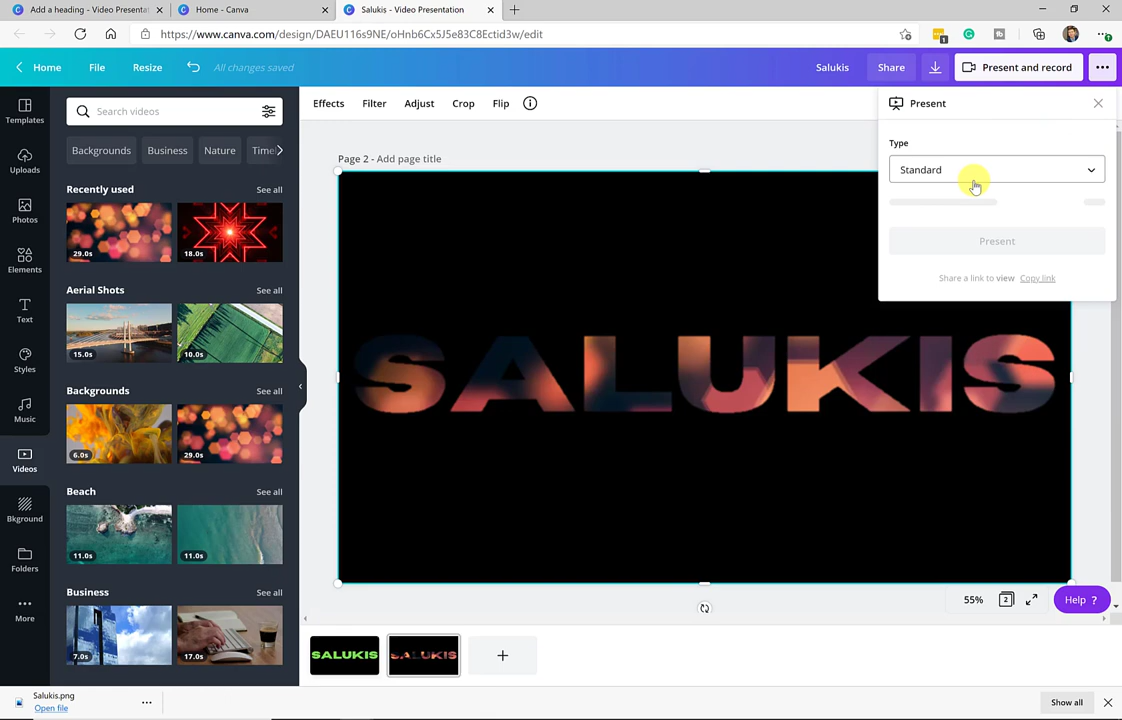 Add a heading - Video Presentat
Home - Canva
Salukis - Video Presentation
https://www.canva.com/design/DAEU116s9NE/oHnb6Cx5J5e83C8Ectid3w/edit
1
Home
File
Resize
All changes saved
Salukis
Share
Present and record
Templates
Uploads
Photos
Elements
Text
Styles
Music
Videos
Bkground
Folders
More
Search videos
Backgrounds
Business
Nature
Time
Recently used
See all
29.0s
18.0s
Aerial Shots
See all
15.0s
10.0s
Backgrounds
See all
6.0s
29.0s
Beach
See all
11.0s
11.0s
Business
See all
7.0s
17.0s
Effects
Filter
Adjust
Crop
Flip
Page 2 - Add page title
SALUKIS
Present
Type
Standard
Present
Share a link to view Copy link
55%
2
Help ?
SALUKIS
SALUKIS
Salukis.png
Open file
Show all